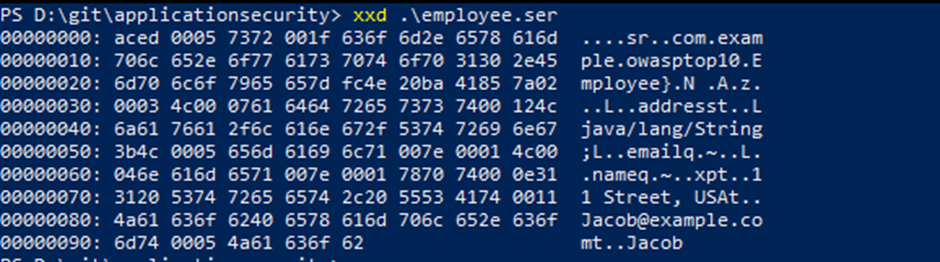 PS D:\git\applicationsecurity> xxd .\employee.ser
00000000: aced 0005 7372 001f 636f 6d2e 6578 616d  ....sr..com.exam
00000010: 706c 652e 6f77 6173 7074 6f70 3130 2e45  ple.owasptop10.E
00000020: 6d70 6c6f 7965 657d fc4e 20ba 4185 7a02  mployee}.N .A.z.
00000030: 0003 4c00 0761 6464 7265 7373 7400 124c  ..L..addresst..L
00000040: 6a61 7661 2f6c 616e 672f 5374 7269 6e67  java/lang/String
00000050: 3b4c 0005 656d 6169 6c71 007e 0001 4c00  ;L..emailq.~..L.
00000060: 046e 616d 6571 007e 0001 7870 7400 0e31  .nameq.~..xpt..1
00000070: 3120 5374 7265 6574 2c20 5553 4174 0011  1 Street, USAt..
00000080: 4a61 636f 6240 6578 616d 706c 652e 636f  Jacob@example.co
00000090: 6d74 0005 4a61 636f 62                   mt..Jacob
PS D:\git\applicationsecurity>